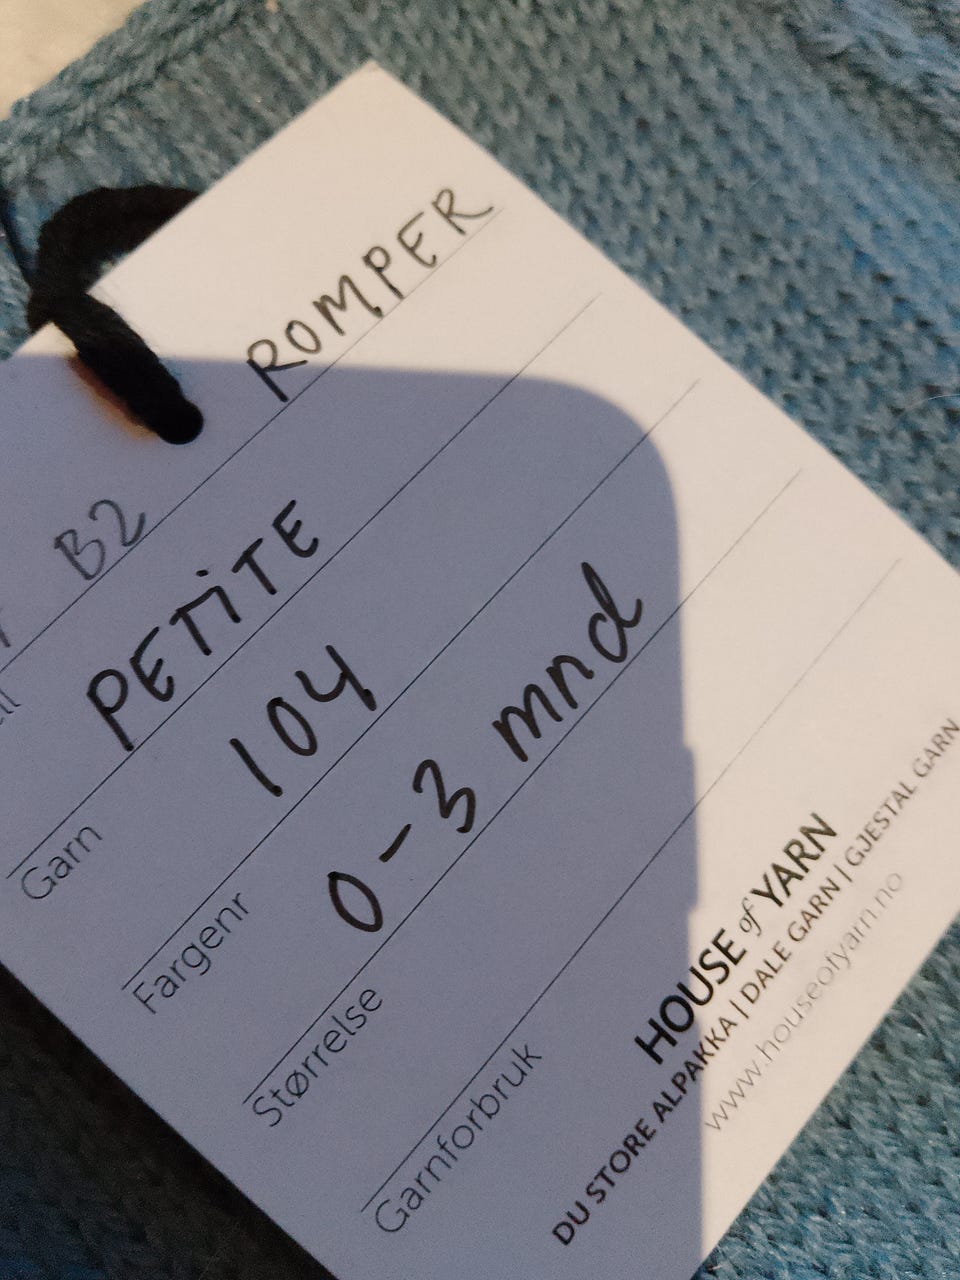 B2 ROMPER
Garn PETITE
Fargenr 104
Størrelse 0-3 mnd
Garnforbruk
HOUSE of YARN
DU STORE ALPAKKA | DALE GARN | GJESTAL GARN
www.houseofyarn.no